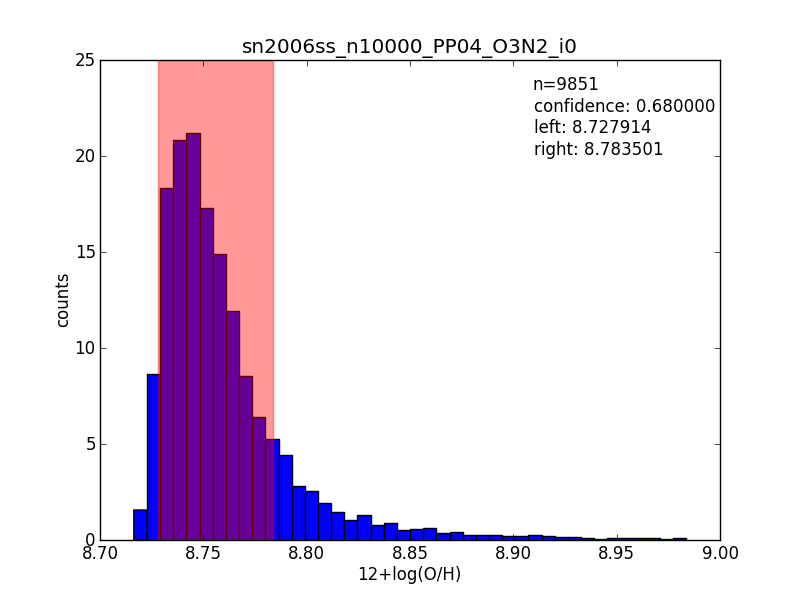 sn2006ss_n10000_PP04_O3N2_i0
25
n=9851
confidence: 0.680000
left: 8.727914
right: 8.783501
20
15
counts
10
5
0
8.70 8.75 8.80 8.85 8.90 8.95 9.00
12+log(O/H)